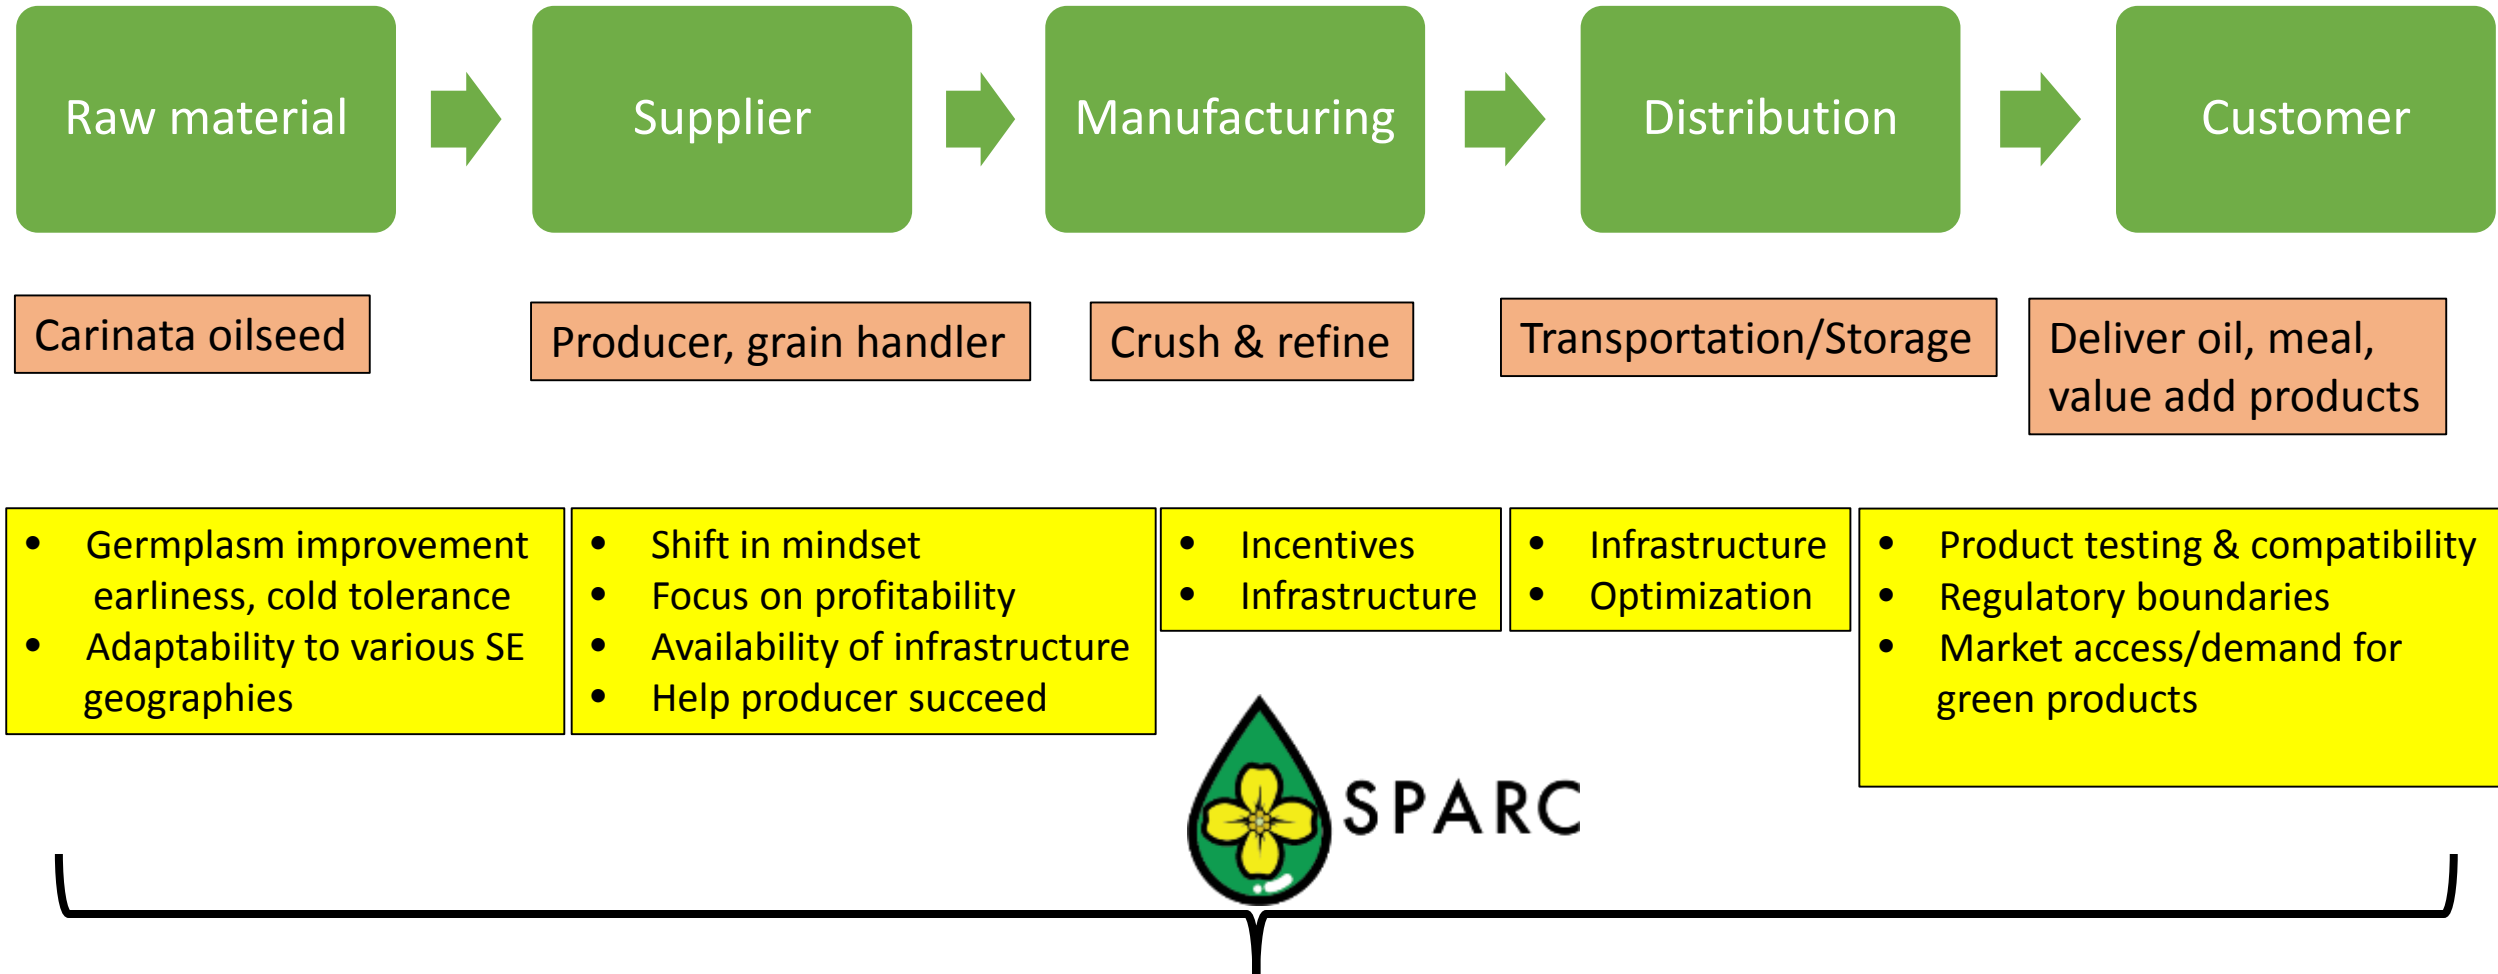 Raw material
Supplier
Manufacturing
Distribution
Customer
Carinata oilseed
Producer, grain handler
Crush & refine
Transportation/Storage
Deliver oil, meal,
value add products
• Germplasm improvement
earliness, cold tolerance
• Adaptability to various SE
geographies
• Shift in mindset
• Focus on profitability
• Availability of infrastructure
• Help producer succeed
• Incentives
• Infrastructure
• Infrastructure
• Optimization
• Product testing & compatibility
• Regulatory boundaries
• Market access/demand for
green products
SPARC